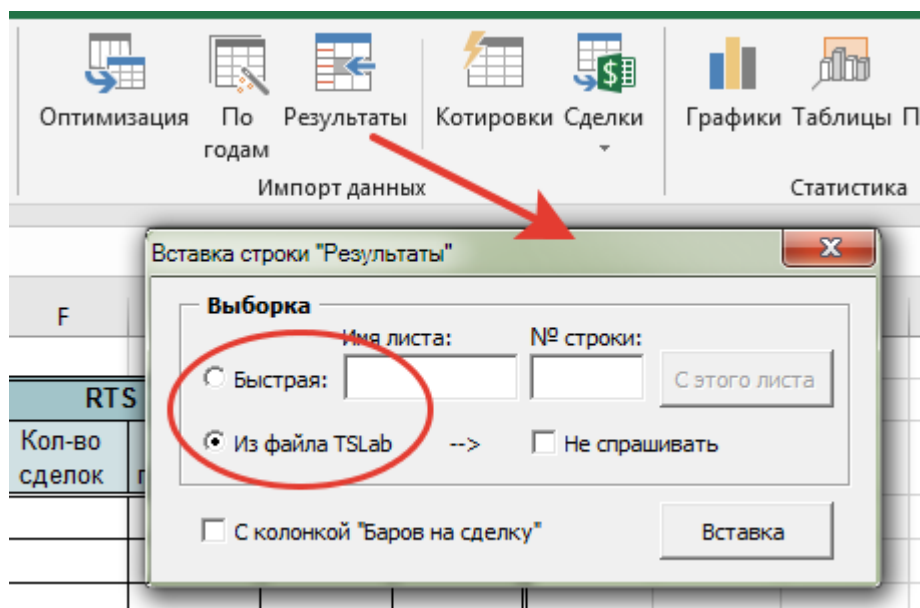 Оптимизация По годам Результаты Котировки Сделки Графики Таблицы П
Импорт данных Статистика
Вставка строки "Результаты"
F
Выборка
Имя листа: № строки:
RTS
Быстрая: С этого листа
Кол-во сделок
Из файла TSLab --> Не спрашивать
С колонкой "Баров на сделку" Вставка